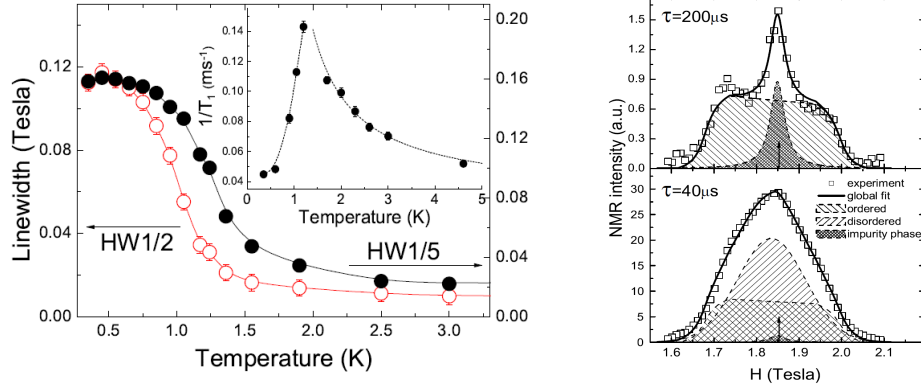 Linewidth (Tesla)
0.12
0.08
0.04
0.00
0.5 1.0 1.5 2.0 2.5 3.0
Temperature (K)
0.20
0.16
0.12
0.10
0.08
0.04
0.00
HW1/2
HW1/5
1/T1 (ms-1)
0.14
0.12
0.10
0.08
0.06
0.04
0 1 2 3 4 5
Temperature (K)
τ=200μs
1.5
1.2
0.9
0.6
0.3
0.0
NMR intensity (a.u.)
τ=40μs
30
25
20
15
10
5
0
experiment
global fit
ordered
disordered
impurity phase
1.6 1.7 1.8 1.9 2.0 2.1
H (Tesla)